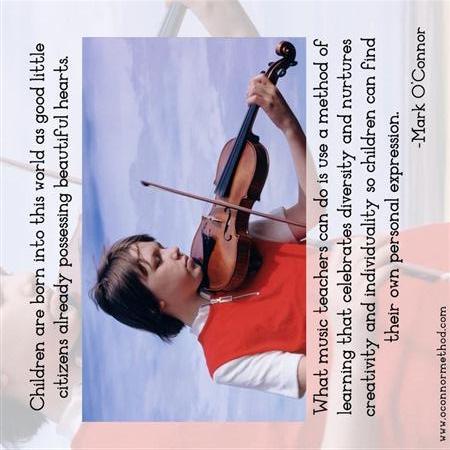 Children are born into this world as good little
citizens already possessing beautiful hearts.
What music teachers can do is use a method of
learning that celebrates diversity and nurtures
creativity and individuality so children can find
their own personal expression.
-Mark O'Connor
www.oconnormethod.com